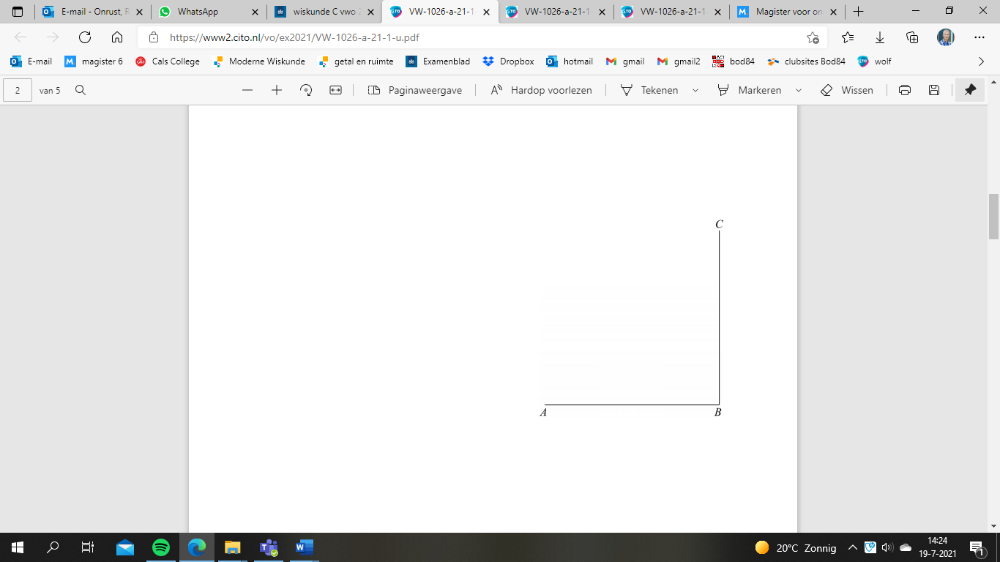 E-mail - Onrust, R
WhatsApp
wiskunde C vwo 2
VW-1026-a-21-1-
VW-1026-a-21-1-
VW-1026-a-21-1-
Magister voor on
https://www2.cito.nl/vo/ex2021/VW-1026-a-21-1-u.pdf
E-mail
magister 6
Cals College
Moderne Wiskunde
getal en ruimte
Examenblad
Dropbox
hotmail
gmail
gmail2
bod84
clubsites Bod84
wolf
2 van 5
Paginaweergave
Hardop voorlezen
Tekenen
Markeren
Wissen
C
A B
20°C Zonnig
14:24
19-7-2021
1